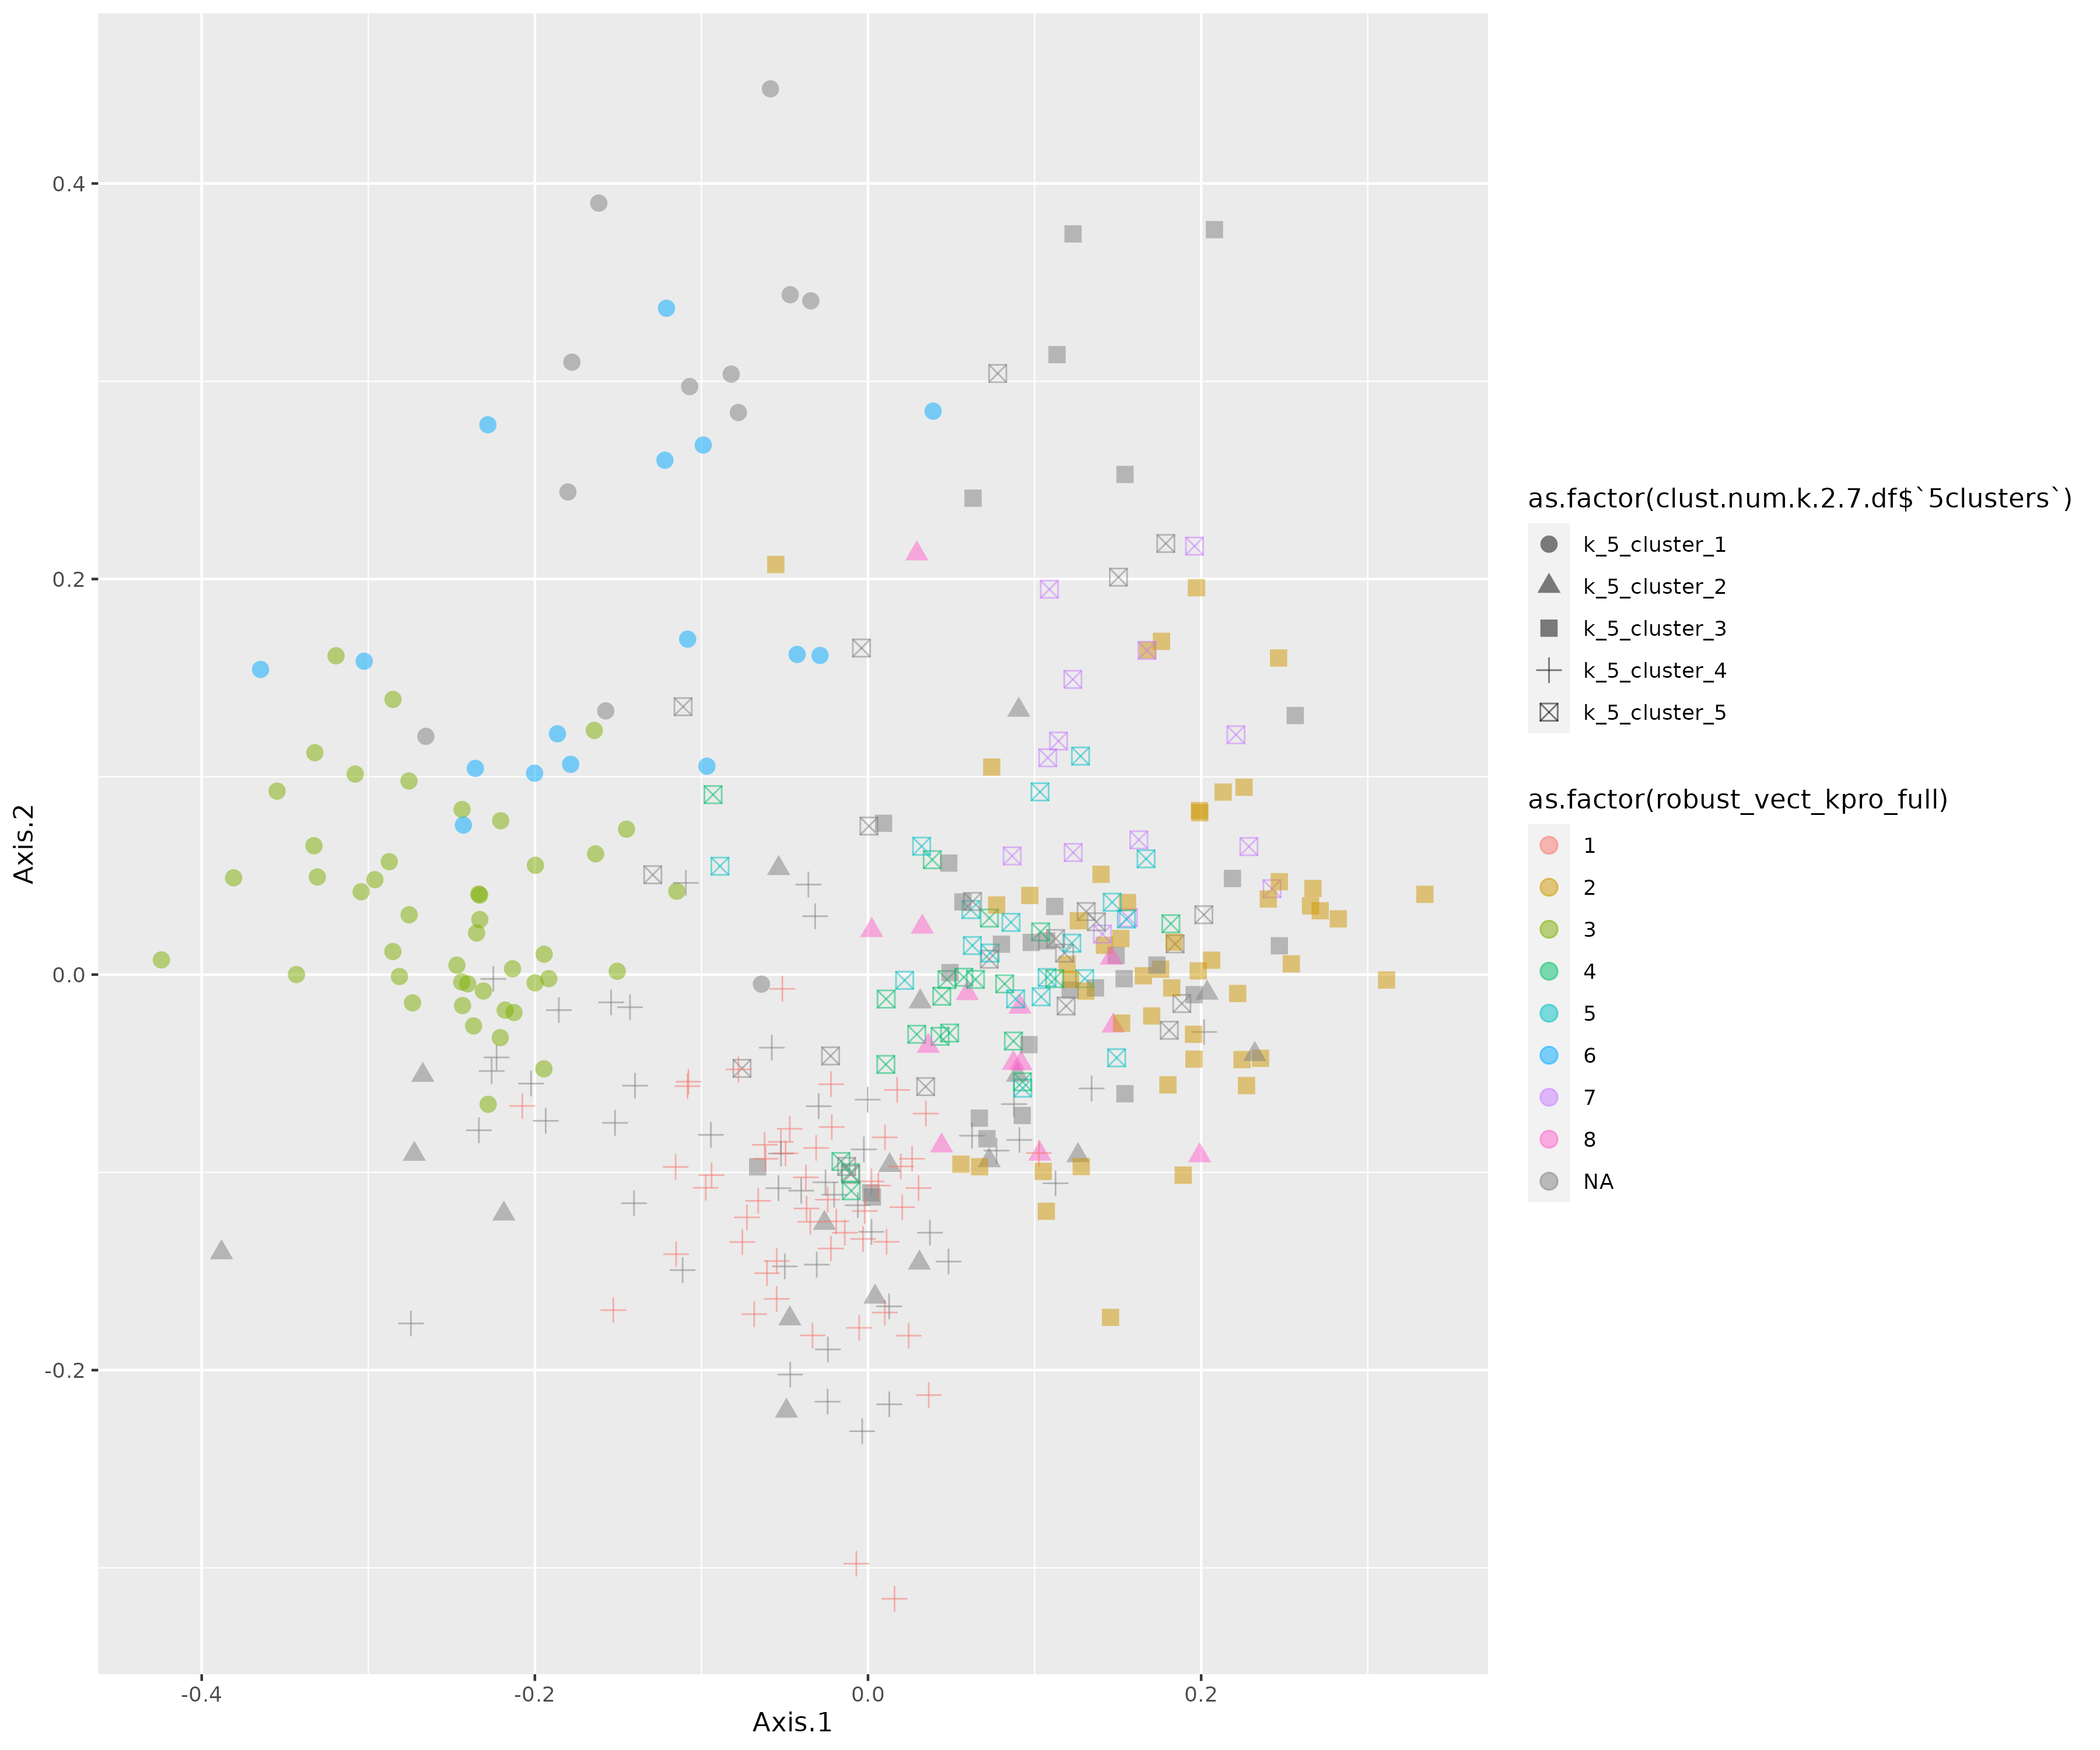 0.4
0.2
0.0
-0.2
Axis.2
-0.4
-0.2
0.0
0.2
Axis.1
as.factor(clust.num.k.2.7.df$`5clusters`)
k_5_cluster_1
k_5_cluster_2
k_5_cluster_3
k_5_cluster_4
k_5_cluster_5
as.factor(robust_vect_kpro_full)
1
2
3
4
5
6
7
8
NA